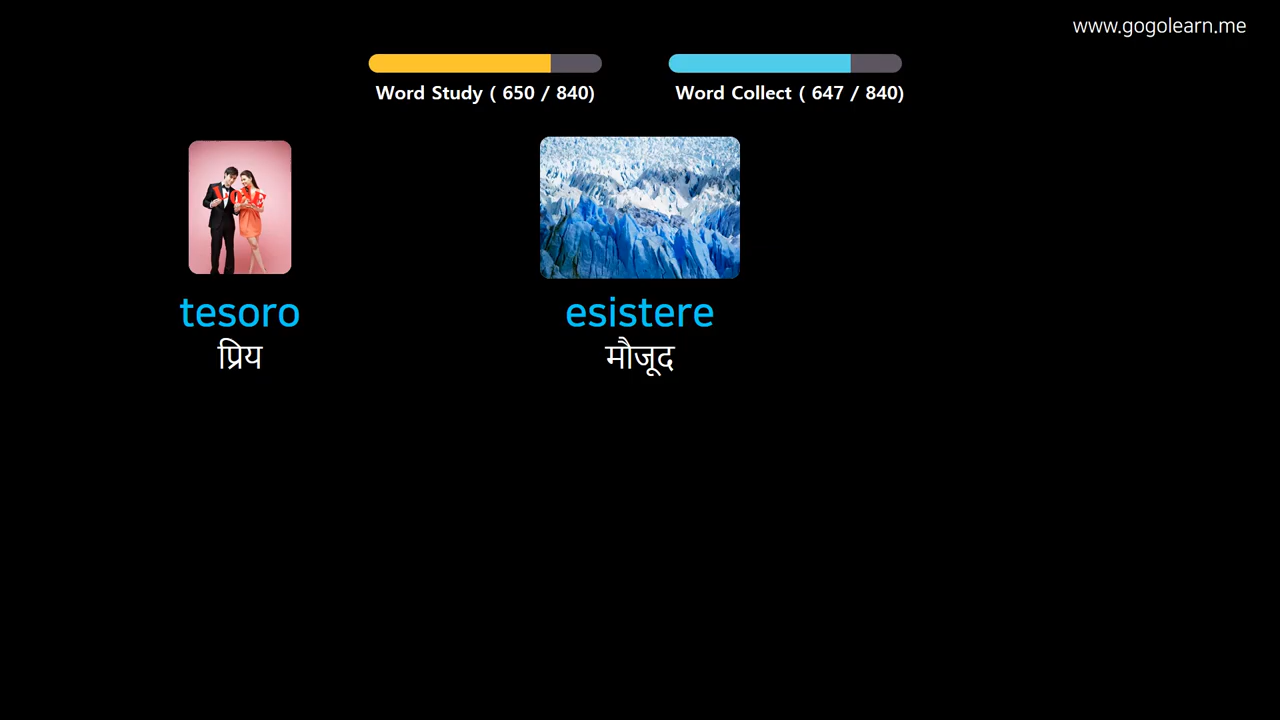 www.gogolearn.me
Word Study ( 650 / 840)
Word Collect ( 647 / 840)
tesoro
प्रिय
esistere
मौजूद